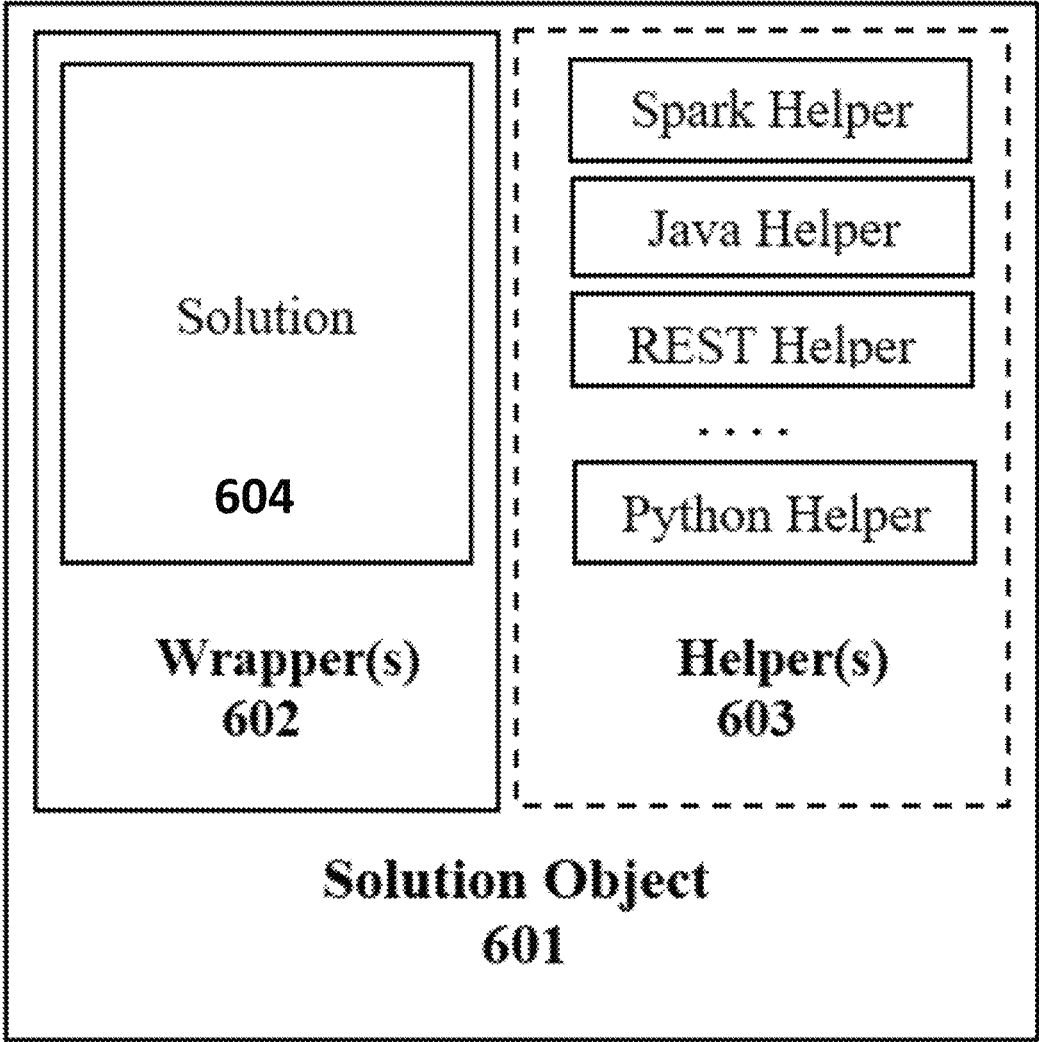 Solution
604
Wrapper(s)
602
Spark Helper
Java Helper
REST Helper
....
Python Helper
Helper(s)
603
Solution Object
601